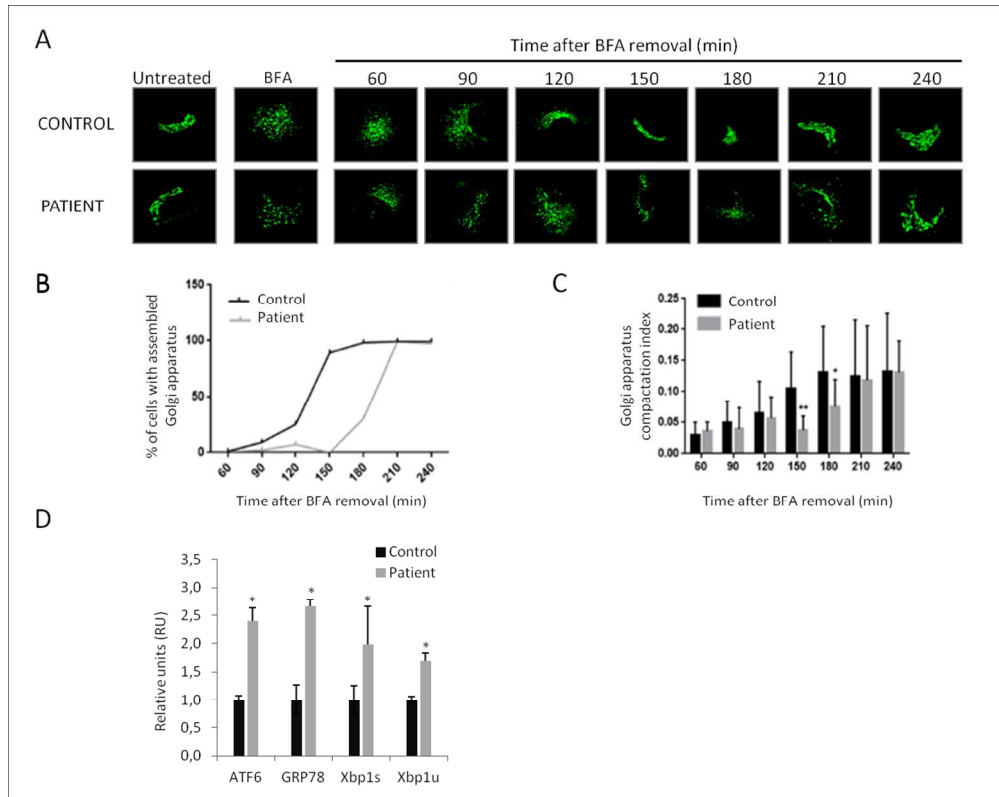 A
Time after BFA removal (min)
Untreated BFA 60 90 120 150 180 210 240
CONTROL
PATIENT
B
% of cells with assembled
Golgi apparatus
150
100
50
0
Control
Patient
60 90 120 150 180 210 240
Time after BFA removal (min)
C
Golgi apparatus
compactation index
0.25
0.20
0.15
0.10
0.05
0.00
Control
Patient
** *
60 90 120 150 180 210 240
Time after BFA removal (min)
D
Relative units (RU)
3,5
3,0
2,5
2,0
1,5
1,0
0,5
0,0
Control
Patient
* * * *
ATF6 GRP78 Xbp1s Xbp1u